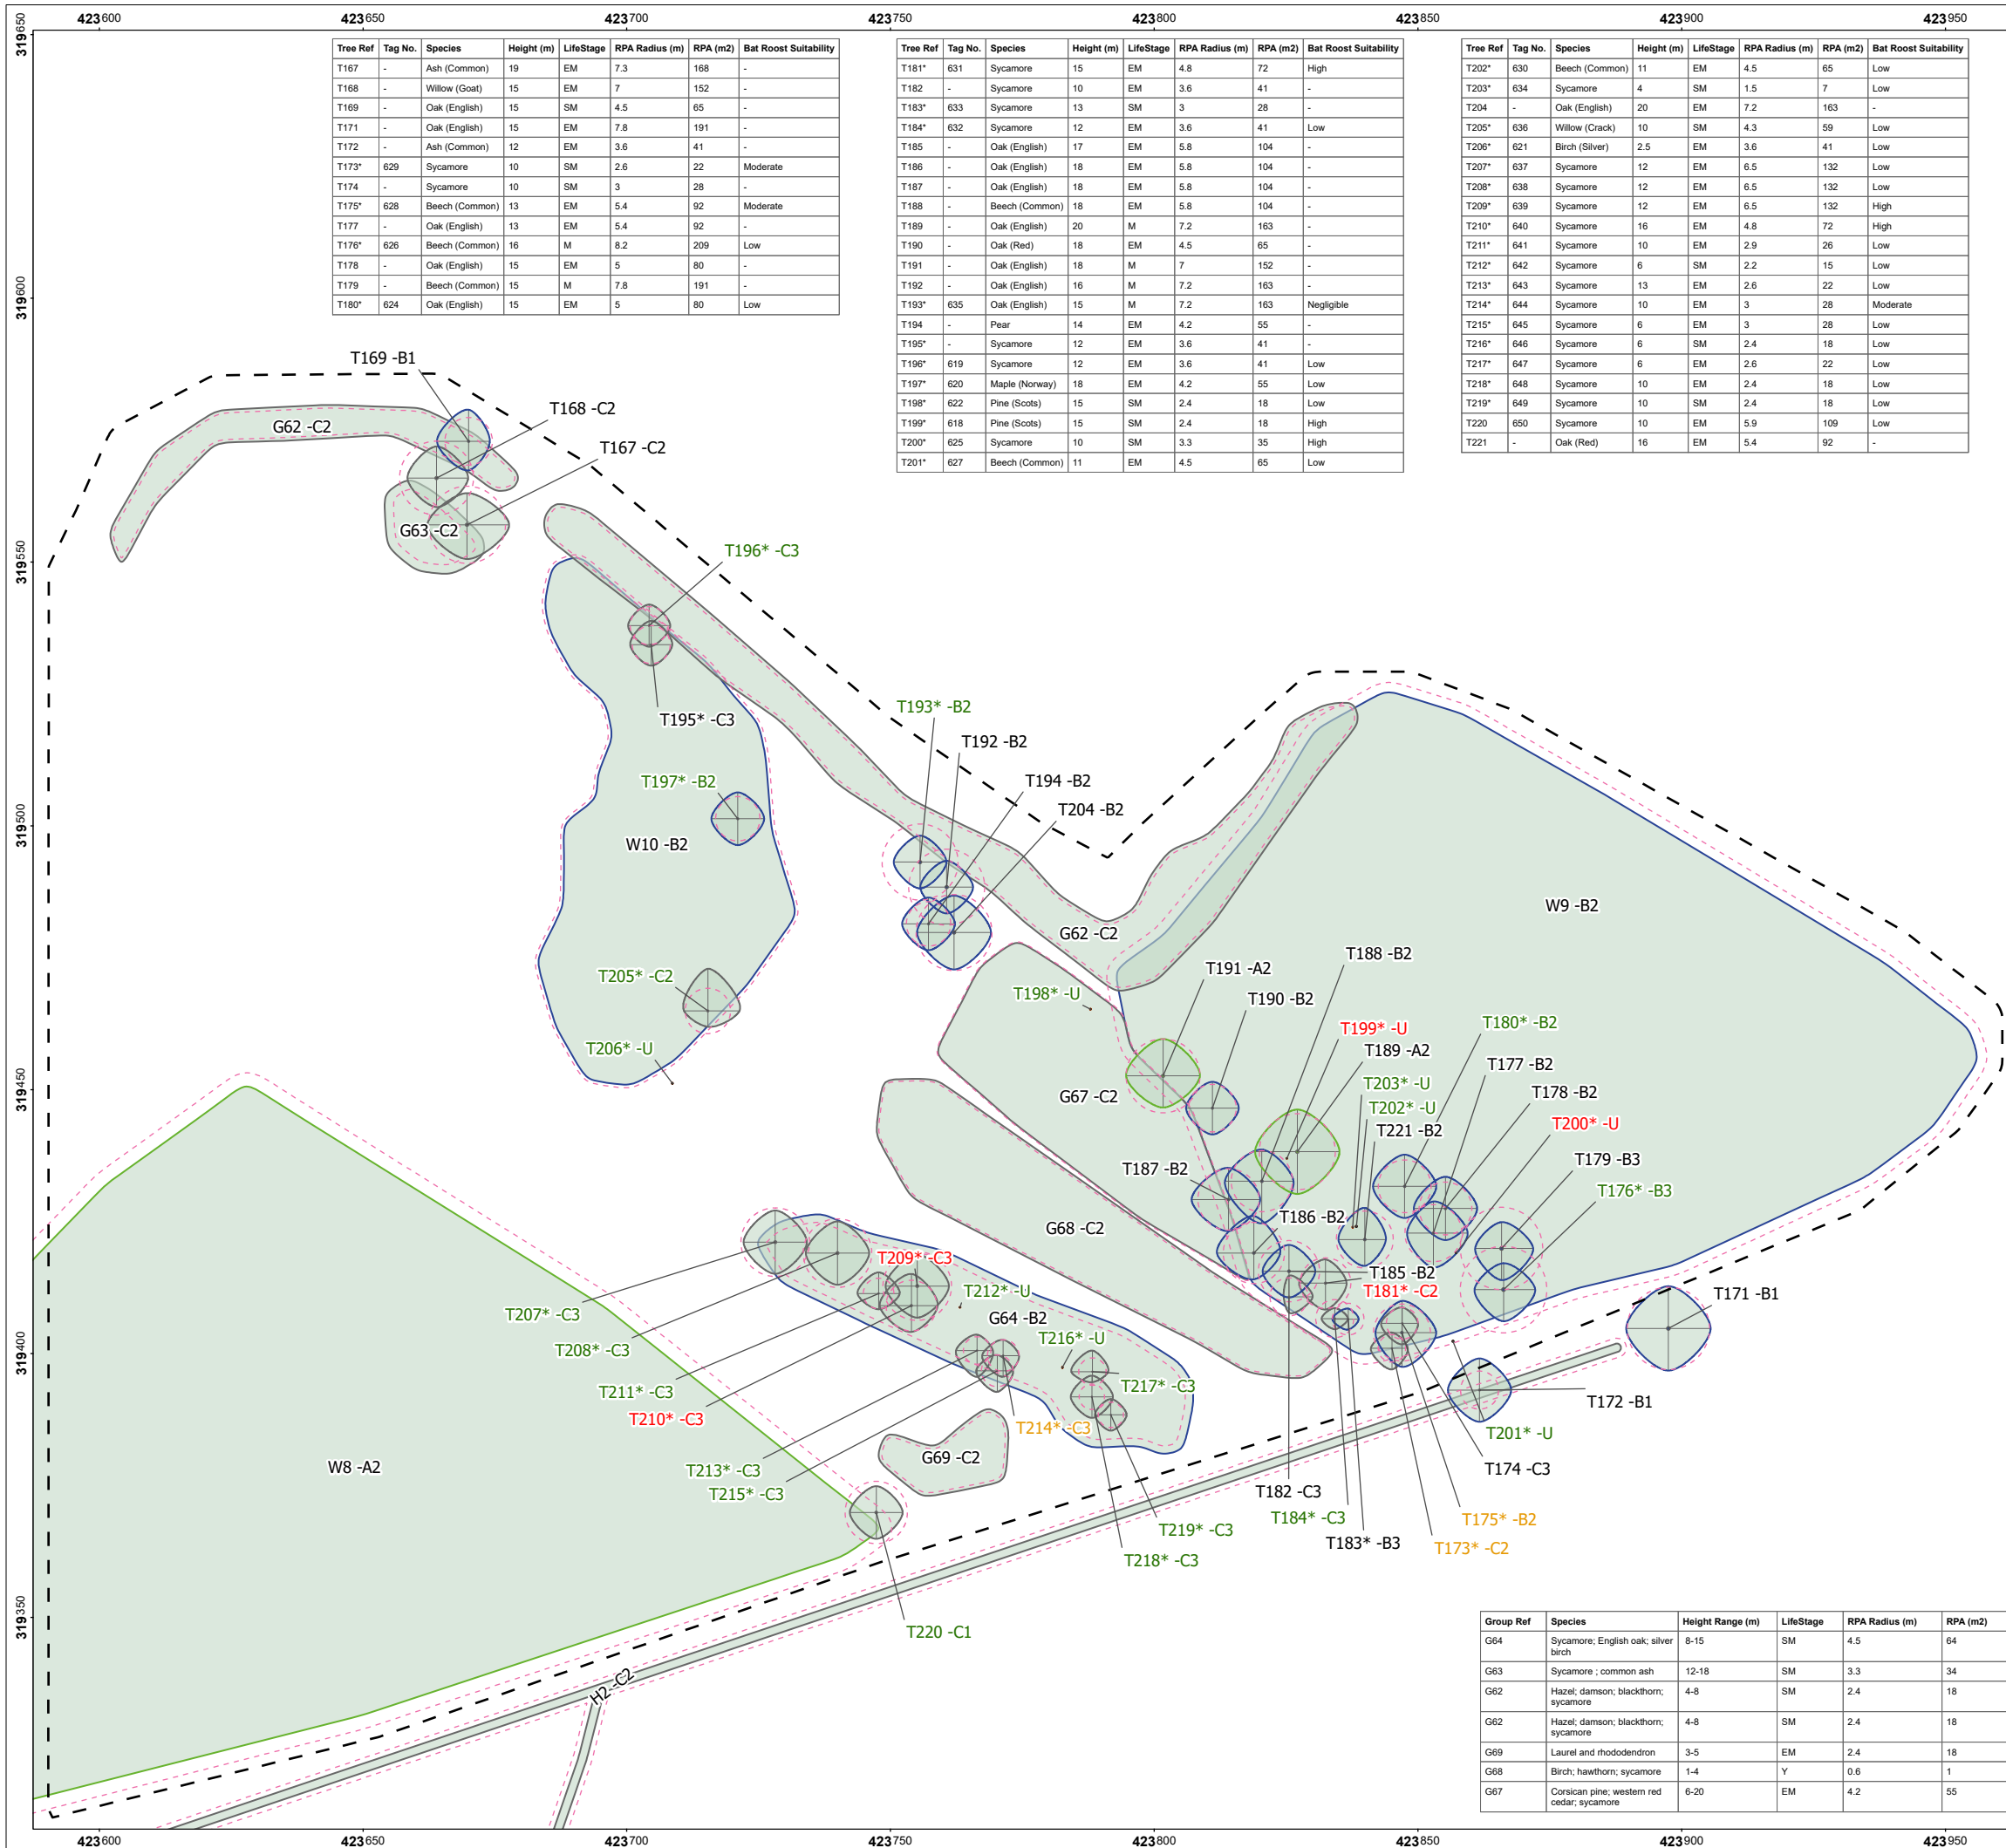 423600 423650 423700 423750 423800 423850 423900 423950
319650
319600
319550
319500
319450
319400
319350
Tree Ref Tag No. Species Height (m) LifeStage RPA Radius (m) RPA (m2) Bat Roost Suitability
T167 - Ash (Common) 19 EM 7.3 168 -
T168 - Willow (Goat) 15 EM 7 152 -
T169 - Oak (English) 15 SM 4.5 65 -
T171 - Oak (English) 15 EM 7.8 191 -
T172 - Ash (Common) 12 EM 3.6 41 -
T173* 629 Sycamore 10 SM 2.6 22 Moderate
T174 - Sycamore 10 SM 3 28 -
T175* 628 Beech (Common) 13 EM 5.4 92 Moderate
T177 - Oak (English) 13 EM 5.4 92 -
T176* 626 Beech (Common) 16 M 8.2 209 Low
T178 - Oak (English) 15 EM 5 80 -
T179 - Beech (Common) 15 M 7.8 191 -
T180* 624 Oak (English) 15 EM 5 80 Low
Tree Ref Tag No. Species Height (m) LifeStage RPA Radius (m) RPA (m2) Bat Roost Suitability
T181* 631 Sycamore 15 EM 4.8 72 High
T182 - Sycamore 10 EM 3.6 41 -
T183* 633 Sycamore 13 SM 3 28 -
T184* 632 Sycamore 12 EM 3.6 41 Low
T185 - Oak (English) 17 EM 5.8 104 -
T186 - Oak (English) 18 EM 5.8 104 -
T187 - Oak (English) 18 EM 5.8 104 -
T188 - Beech (Common) 18 EM 5.8 104 -
T189 - Oak (English) 20 M 7.2 163 -
T190 - Oak (Red) 18 EM 4.5 65 -
T191 - Oak (English) 18 M 7 152 -
T192 - Oak (English) 16 M 7.2 163 -
T193* 635 Oak (English) 15 M 7.2 163 Negligible
T194 - Pear 14 EM 4.2 55 -
T195* - Sycamore 12 EM 3.6 41 -
T196* 619 Sycamore 12 EM 3.6 41 Low
T197* 620 Maple (Norway) 18 EM 4.2 55 Low
T198* 622 Pine (Scots) 15 SM 2.4 18 Low
T199* 618 Pine (Scots) 15 SM 2.4 18 High
T200* 625 Sycamore 10 SM 3.3 35 High
T201* 627 Beech (Common) 11 EM 4.5 65 Low
Tree Ref Tag No. Species Height (m) LifeStage RPA Radius (m) RPA (m2) Bat Roost Suitability
T202* 630 Beech (Common) 11 EM 4.5 65 Low
T203* 634 Sycamore 4 SM 1.5 7 Low
T204 - Oak (English) 20 EM 7.2 163 -
T205* 636 Willow (Crack) 10 SM 4.3 59 Low
T206* 621 Birch (Silver) 2.5 EM 3.6 41 Low
T207* 637 Sycamore 12 EM 6.5 132 Low
T208* 638 Sycamore 12 EM 6.5 132 Low
T209* 639 Sycamore 12 EM 6.5 132 High
T210* 640 Sycamore 16 EM 4.8 72 High
T211* 641 Sycamore 10 EM 2.9 26 Low
T212* 642 Sycamore 6 SM 2.2 15 Low
T213* 643 Sycamore 13 EM 2.6 22 Low
T214* 644 Sycamore 10 EM 3 28 Moderate
T215* 645 Sycamore 6 EM 3 28 Low
T216* 646 Sycamore 6 SM 2.4 18 Low
T217* 647 Sycamore 6 EM 2.6 22 Low
T218* 648 Sycamore 10 EM 2.4 18 Low
T219* 649 Sycamore 10 SM 2.4 18 Low
T220 650 Sycamore 10 EM 5.9 109 Low
T221 - Oak (Red) 16 EM 5.4 92 -
T169 -B1
T168 -C2
G62 -C2
T167 -C2
G63 -C2
T196* -C3
T195* -C3
T193* -B2
T192 -B2
T197* -B2
T194 -B2
T204 -B2
W10 -B2
W9 -B2
G62 -C2
T188 -B2
T191 -A2
T205* -C2
T198* -U
T190 -B2
T199* -U
T180* -B2
T206* -U
T189 -A2
T177 -B2
T203* -U
T178 -B2
G67 -C2
T202* -U
T200* -U
T221 -B2
T179 -B3
T187 -B2
T176* -B3
T186 -B2
G68 -C2
T209* -C3
T185 -B2
T212* -U
T181* -C2
T171 -B1
T207* -C3
G64 -B2
T216* -U
T208* -C3
T217* -C3
T211* -C3
T172 -B1
T210* -C3
T214* -C3
T201* -U
G69 -C2
W8 -A2
T213* -C3
T174 -C3
T215* -C3
T182 -C3
T184* -C3
T175* -B2
T219* -C3
T183* -B3
T173* -C2
T218* -C3
T220 -C1
H2 -C2
Group Ref Species Height Range (m) LifeStage RPA Radius (m) RPA (m2)
G64 Sycamore; English oak; silver birch 8-15 SM 4.5 64
G63 Sycamore ; common ash 12-18 SM 3.3 34
G62 Hazel; damson; blackthorn; sycamore 4-8 SM 2.4 18
G62 Hazel; damson; blackthorn; sycamore 4-8 SM 2.4 18
G69 Laurel and rhododendron 3-5 EM 2.4 18
G68 Birch; hawthorn; sycamore 1-4 Y 0.6 1
G67 Corsican pine; western red cedar; sycamore 6-20 EM 4.2 55
423600 423650 423700 423750 423800 423850 423900 423950